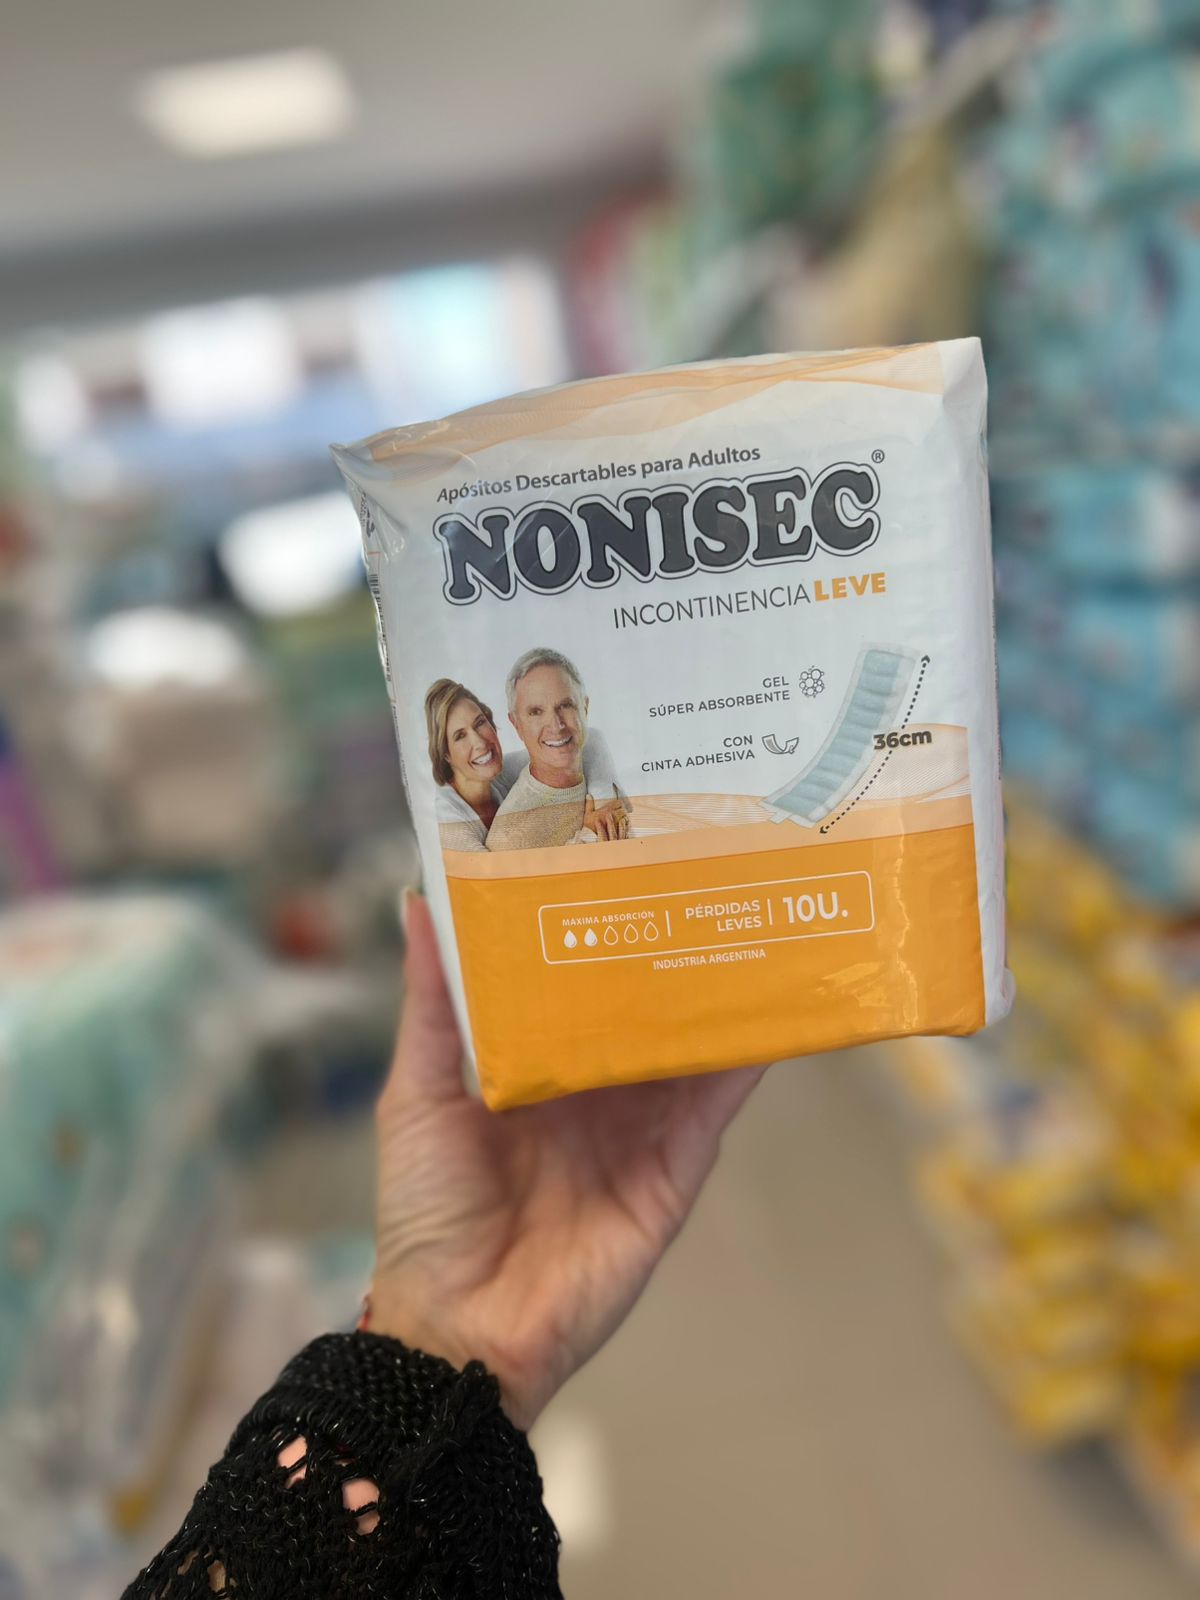 Apósitos Descartables para Adultos
NONISEC®
INCONTINENCIA LEVE
GEL
SÚPER ABSORBENTE
CON
CINTA ADHESIVA
36cm
MÁXIMA ABSORCIÓN
PÉRDIDAS
LEVES
10U.
INDUSTRIA ARGENTINA